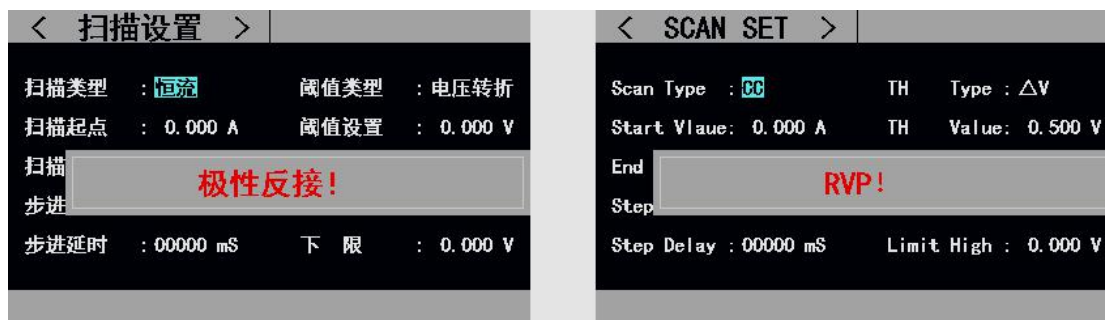 < 扫描设置 >
扫描类型 : 恒流 阈值类型 : 电压转折
扫描起点 : 0.000 A 阈值设置 : 0.000 V
扫描
极性反接!
步进
步进延时 : 00000 mS 下 限 : 0.000 V
< SCAN SET >
Scan Type : CC TH Type : △V
Start Vlaue: 0.000 A TH Value: 0.500 V
End
RVP!
Step
Step Delay : 00000 mS Limit High : 0.000 V